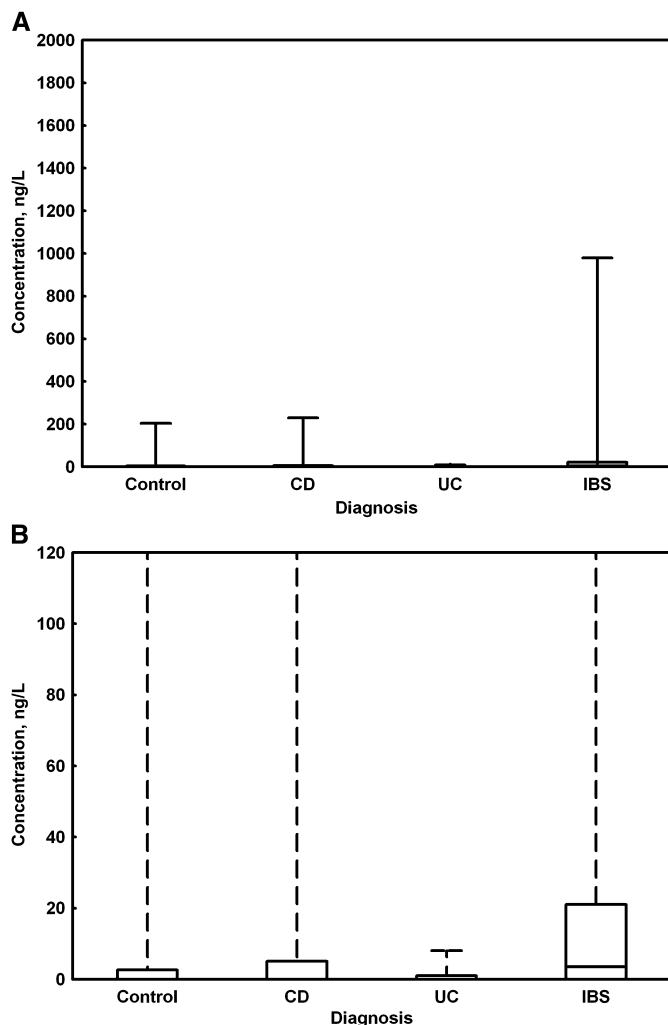 A
2000
1800
1600
1400
1200
1000
800
600
400
200
0
Concentration, ng/L
Control CD UC IBS
Diagnosis
B
120
100
80
60
40
20
0
Concentration, ng/L
Control CD UC IBS
Diagnosis